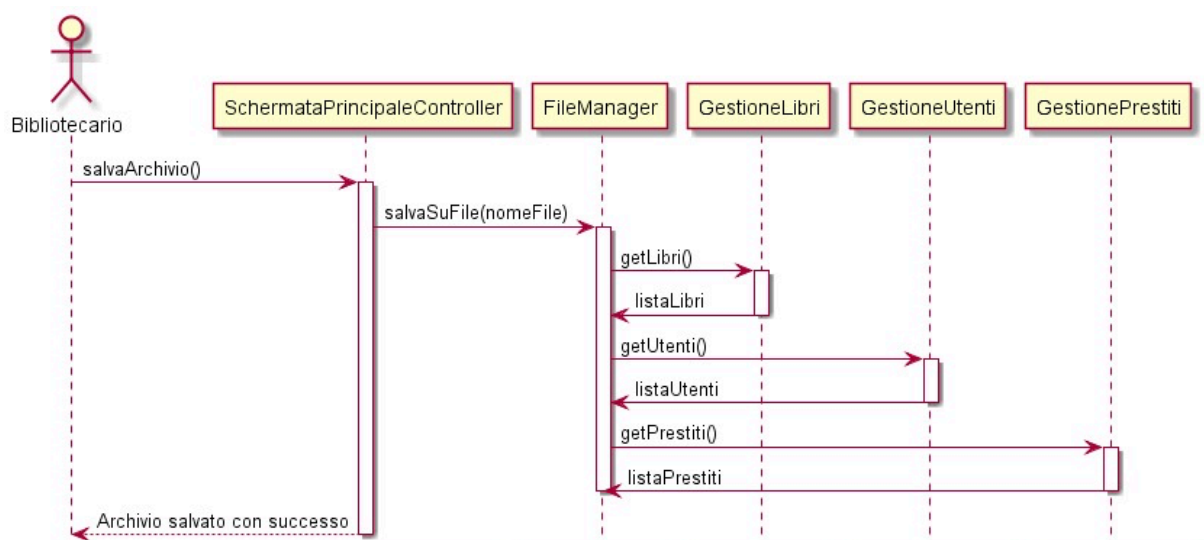 Bibliotecario
SchermataPrincipaleController
FileManager
GestioneLibri
GestioneUtenti
GestionePrestiti
salvaArchivio()
salvaSuFile(nomeFile)
getLibri()
listaLibri
getUtenti()
listaUtenti
getPrestiti()
listaPrestiti
Archivio salvato con successo